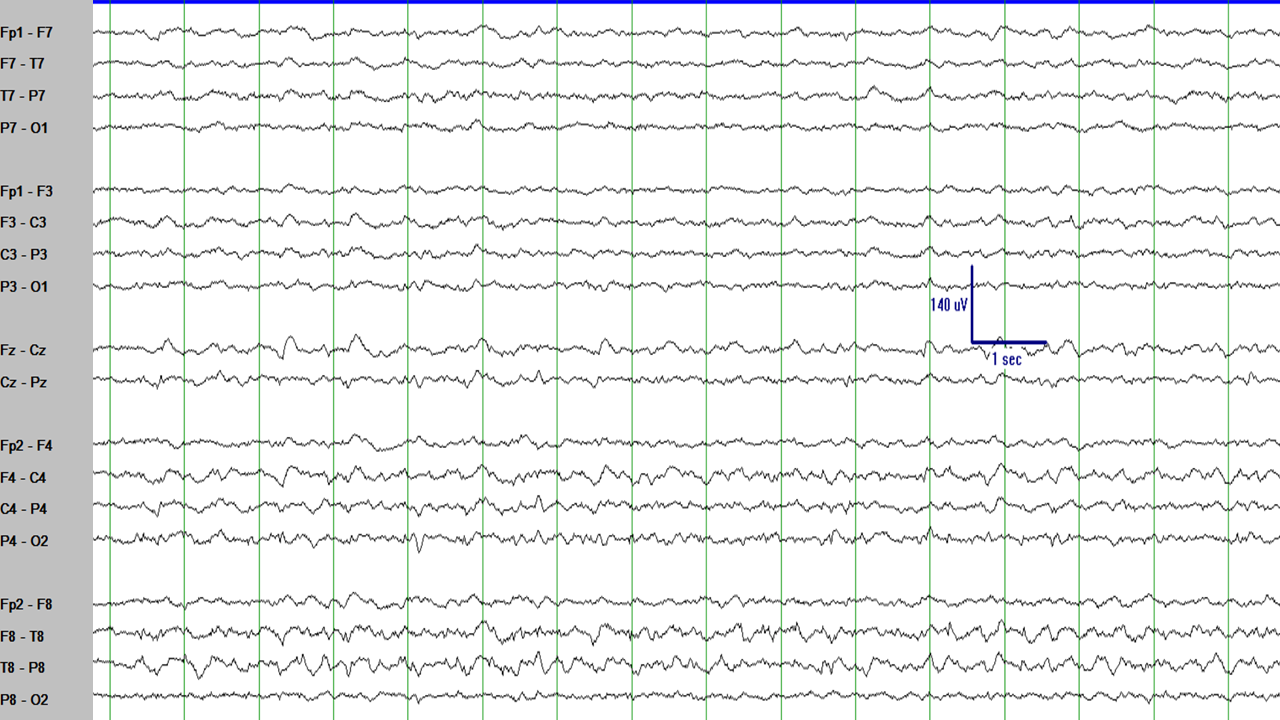 Fp1 - F7
F7 - T7
T7 - P7
P7 - O1
Fp1 - F3
F3 - C3
C3 - P3
P3 - O1
140 uV
Fz - Cz
1 sec
Cz - Pz
Fp2 - F4
F4 - C4
C4 - P4
P4 - O2
Fp2 - F8
F8 - T8
T8 - P8
P8 - O2